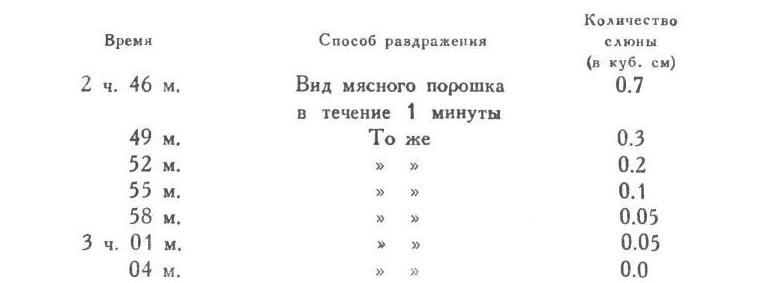 Время Способ раздражения Количество слюны (в куб. см)
2 ч. 46 м. Вид мясного порошка 0.7
в течение 1 минуты
49 м. То же 0.3
52 м. » » 0.2
55 м. » » 0.1
58 м. » » 0.05
3 ч. 01 м. » » 0.05
04 м. » » 0.0